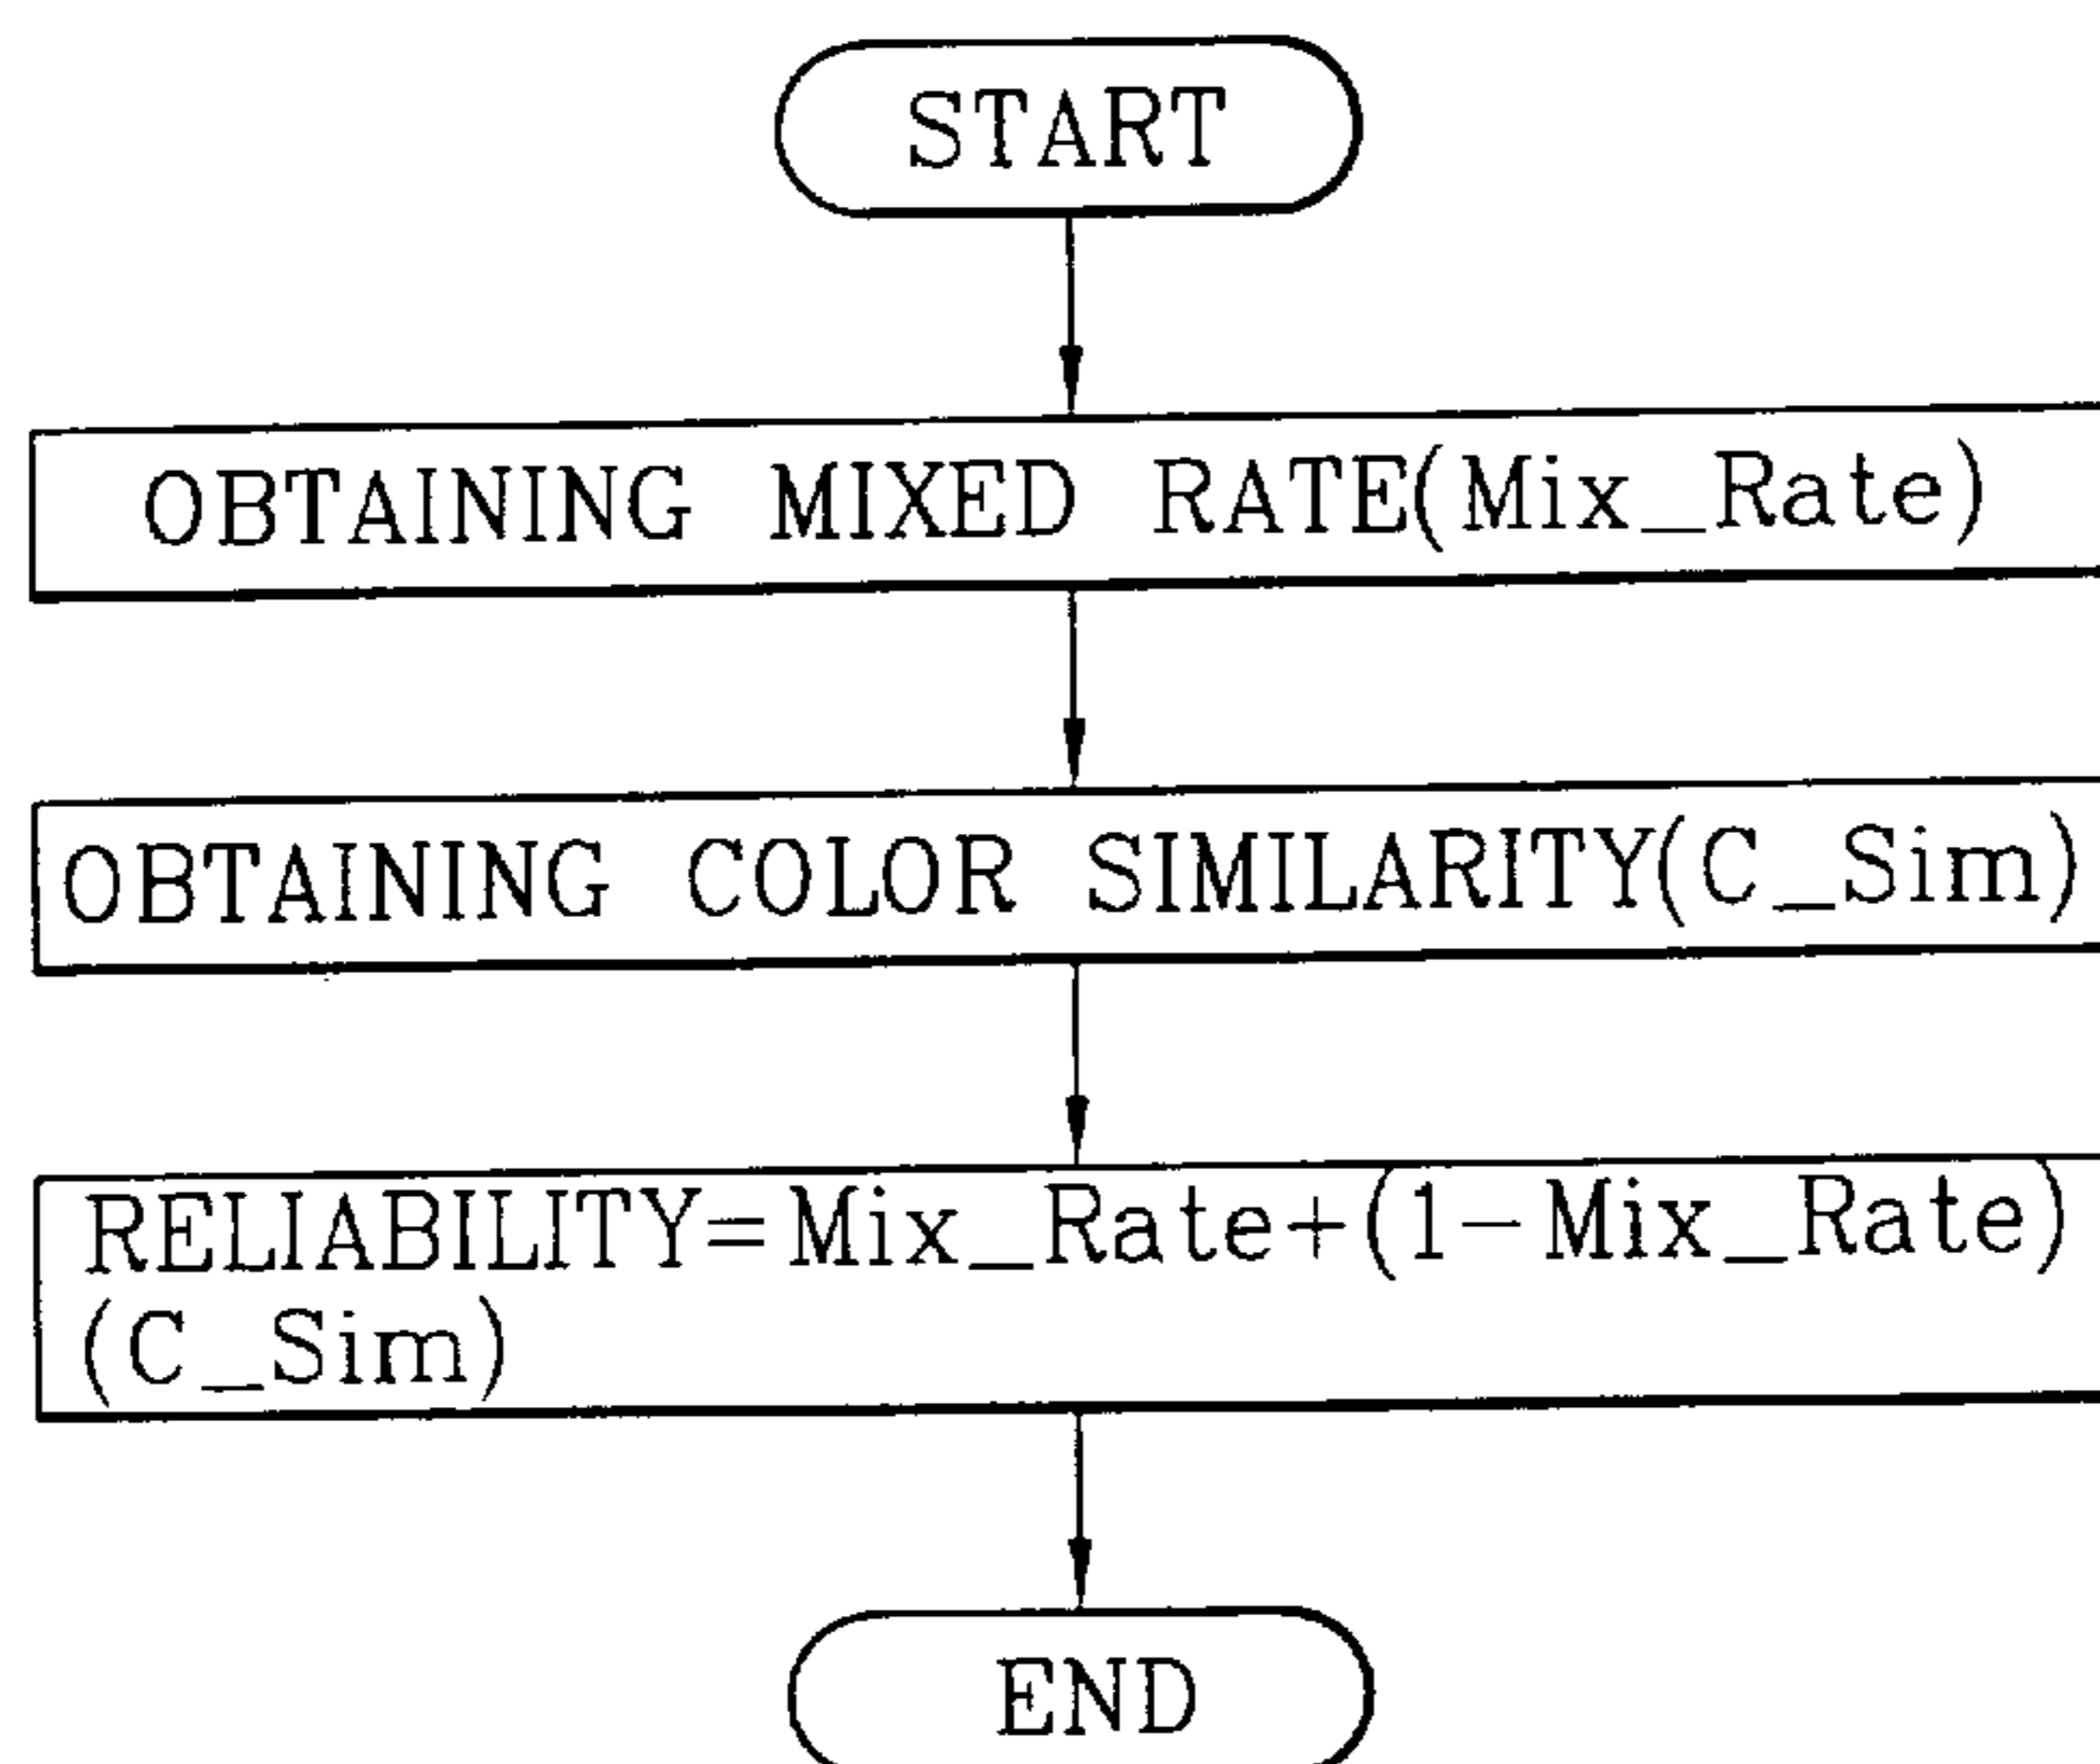 START
OBTAINING MIXED RATE(Mix_Rate)
OBTAINING COLOR SIMILARITY(C_Sim)
RELIABILITY=Mix_Rate+(1-Mix_Rate)
(C_Sim)
END